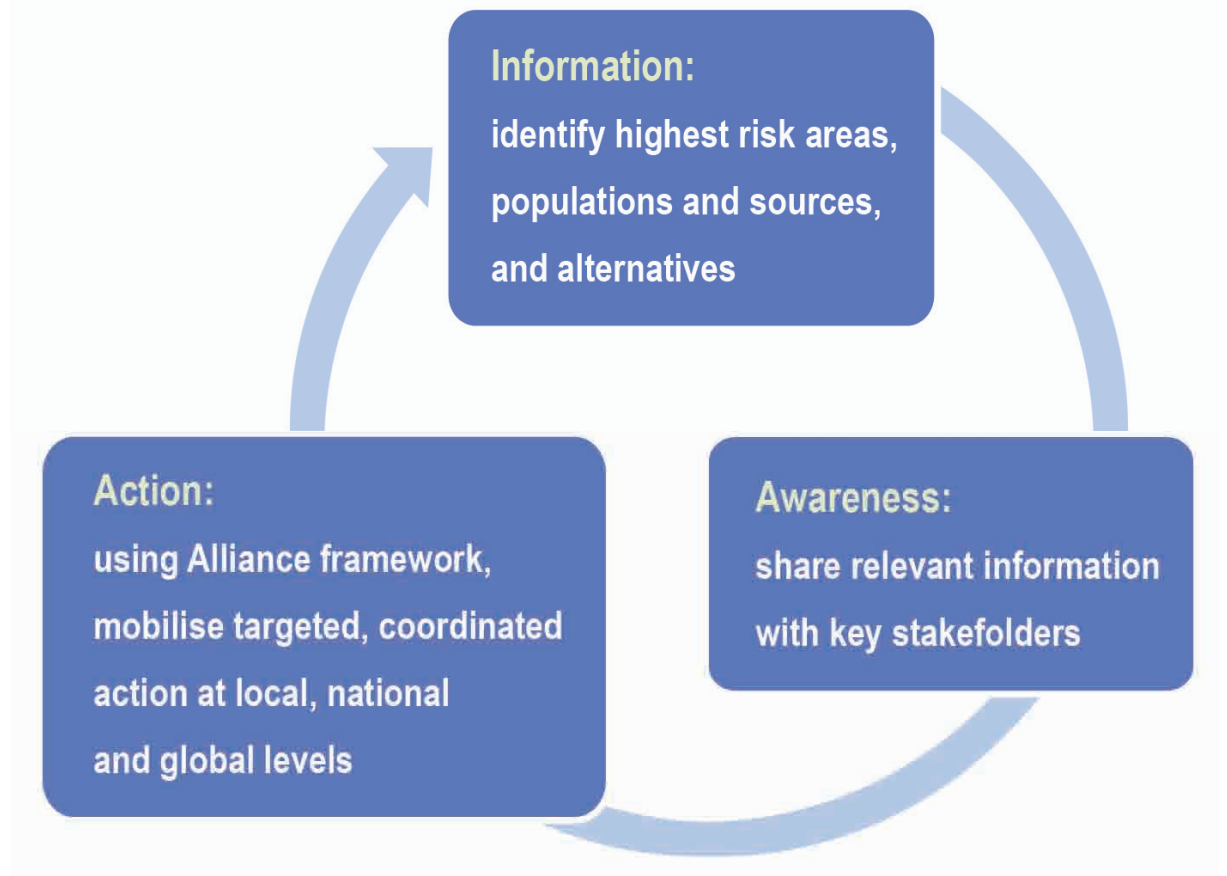 Information:
identify highest risk areas,
populations and sources,
and alternatives
Action:
using Alliance framework,
mobilise targeted, coordinated
action at local, national
and global levels
Awareness:
share relevant information
with key stakefolders